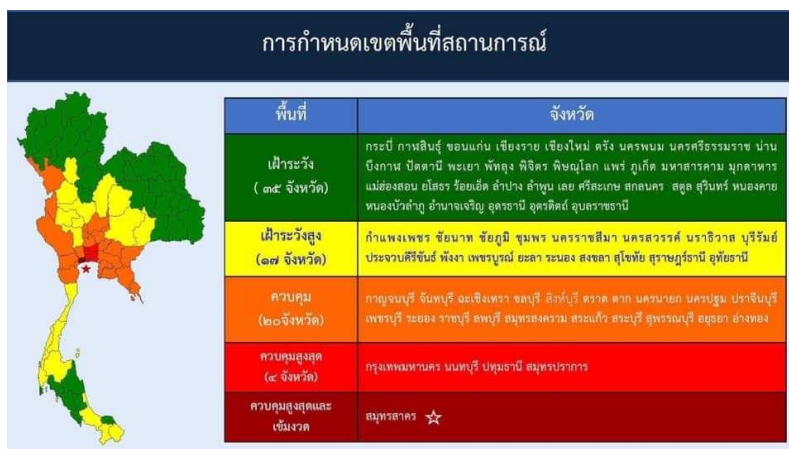 การกำหนดเขตพื้นที่สถานการณ์
พื้นที่
จังหวัด
เฝ้าระวัง
( ๓๕ จังหวัด)
กระบี่ กาฬสินธุ์ ขอนแก่น เชียงราย เชียงใหม่ ตรัง นครพนม นครศรีธรรมราช น่าน
บึงกาฬ ปัตตานี พะเยา พัทลุง พิจิตร พิษณุโลก แพร่ ภูเก็ต มหาสารคาม มุกดาหาร
แม่ฮ่องสอน ยโสธร ร้อยเอ็ด ลำปาง ลำพูน เลย ศรีสะเกษ สกลนคร สตูล สุรินทร์ หนองคาย
หนองบัวลำภู อำนาจเจริญ อุดรธานี อุตรดิตถ์ อุบลราชธานี
เฝ้าระวังสูง
(๑๗ จังหวัด)
กำแพงเพชร ชัยนาท ชัยภูมิ ชุมพร นครราชสีมา นครสวรรค์ นราธิวาส บุรีรัมย์
ประจวบคีรีขันธ์ พังงา เพชรบูรณ์ ยะลา ระนอง สงขลา สุโขทัย สุราษฎร์ธานี อุทัยธานี
ควบคุม
(๒๐จังหวัด)
กาญจนบุรี จันทบุรี ฉะเชิงเทรา ชลบุรี สิงห์บุรี ตราด ตาก นครนายก นครปฐม ปราจีนบุรี
เพชรบุรี ระยอง ราชบุรี ลพบุรี สมุทรสงคราม สระแก้ว สระบุรี สุพรรณบุรี อยุธยา อ่างทอง
ควบคุมสูงสุด
(๔ จังหวัด)
กรุงเทพมหานคร นนทบุรี ปทุมธานี สมุทรปราการ
ควบคุมสูงสุดและ
เข้มงวด
สมุทรสาคร